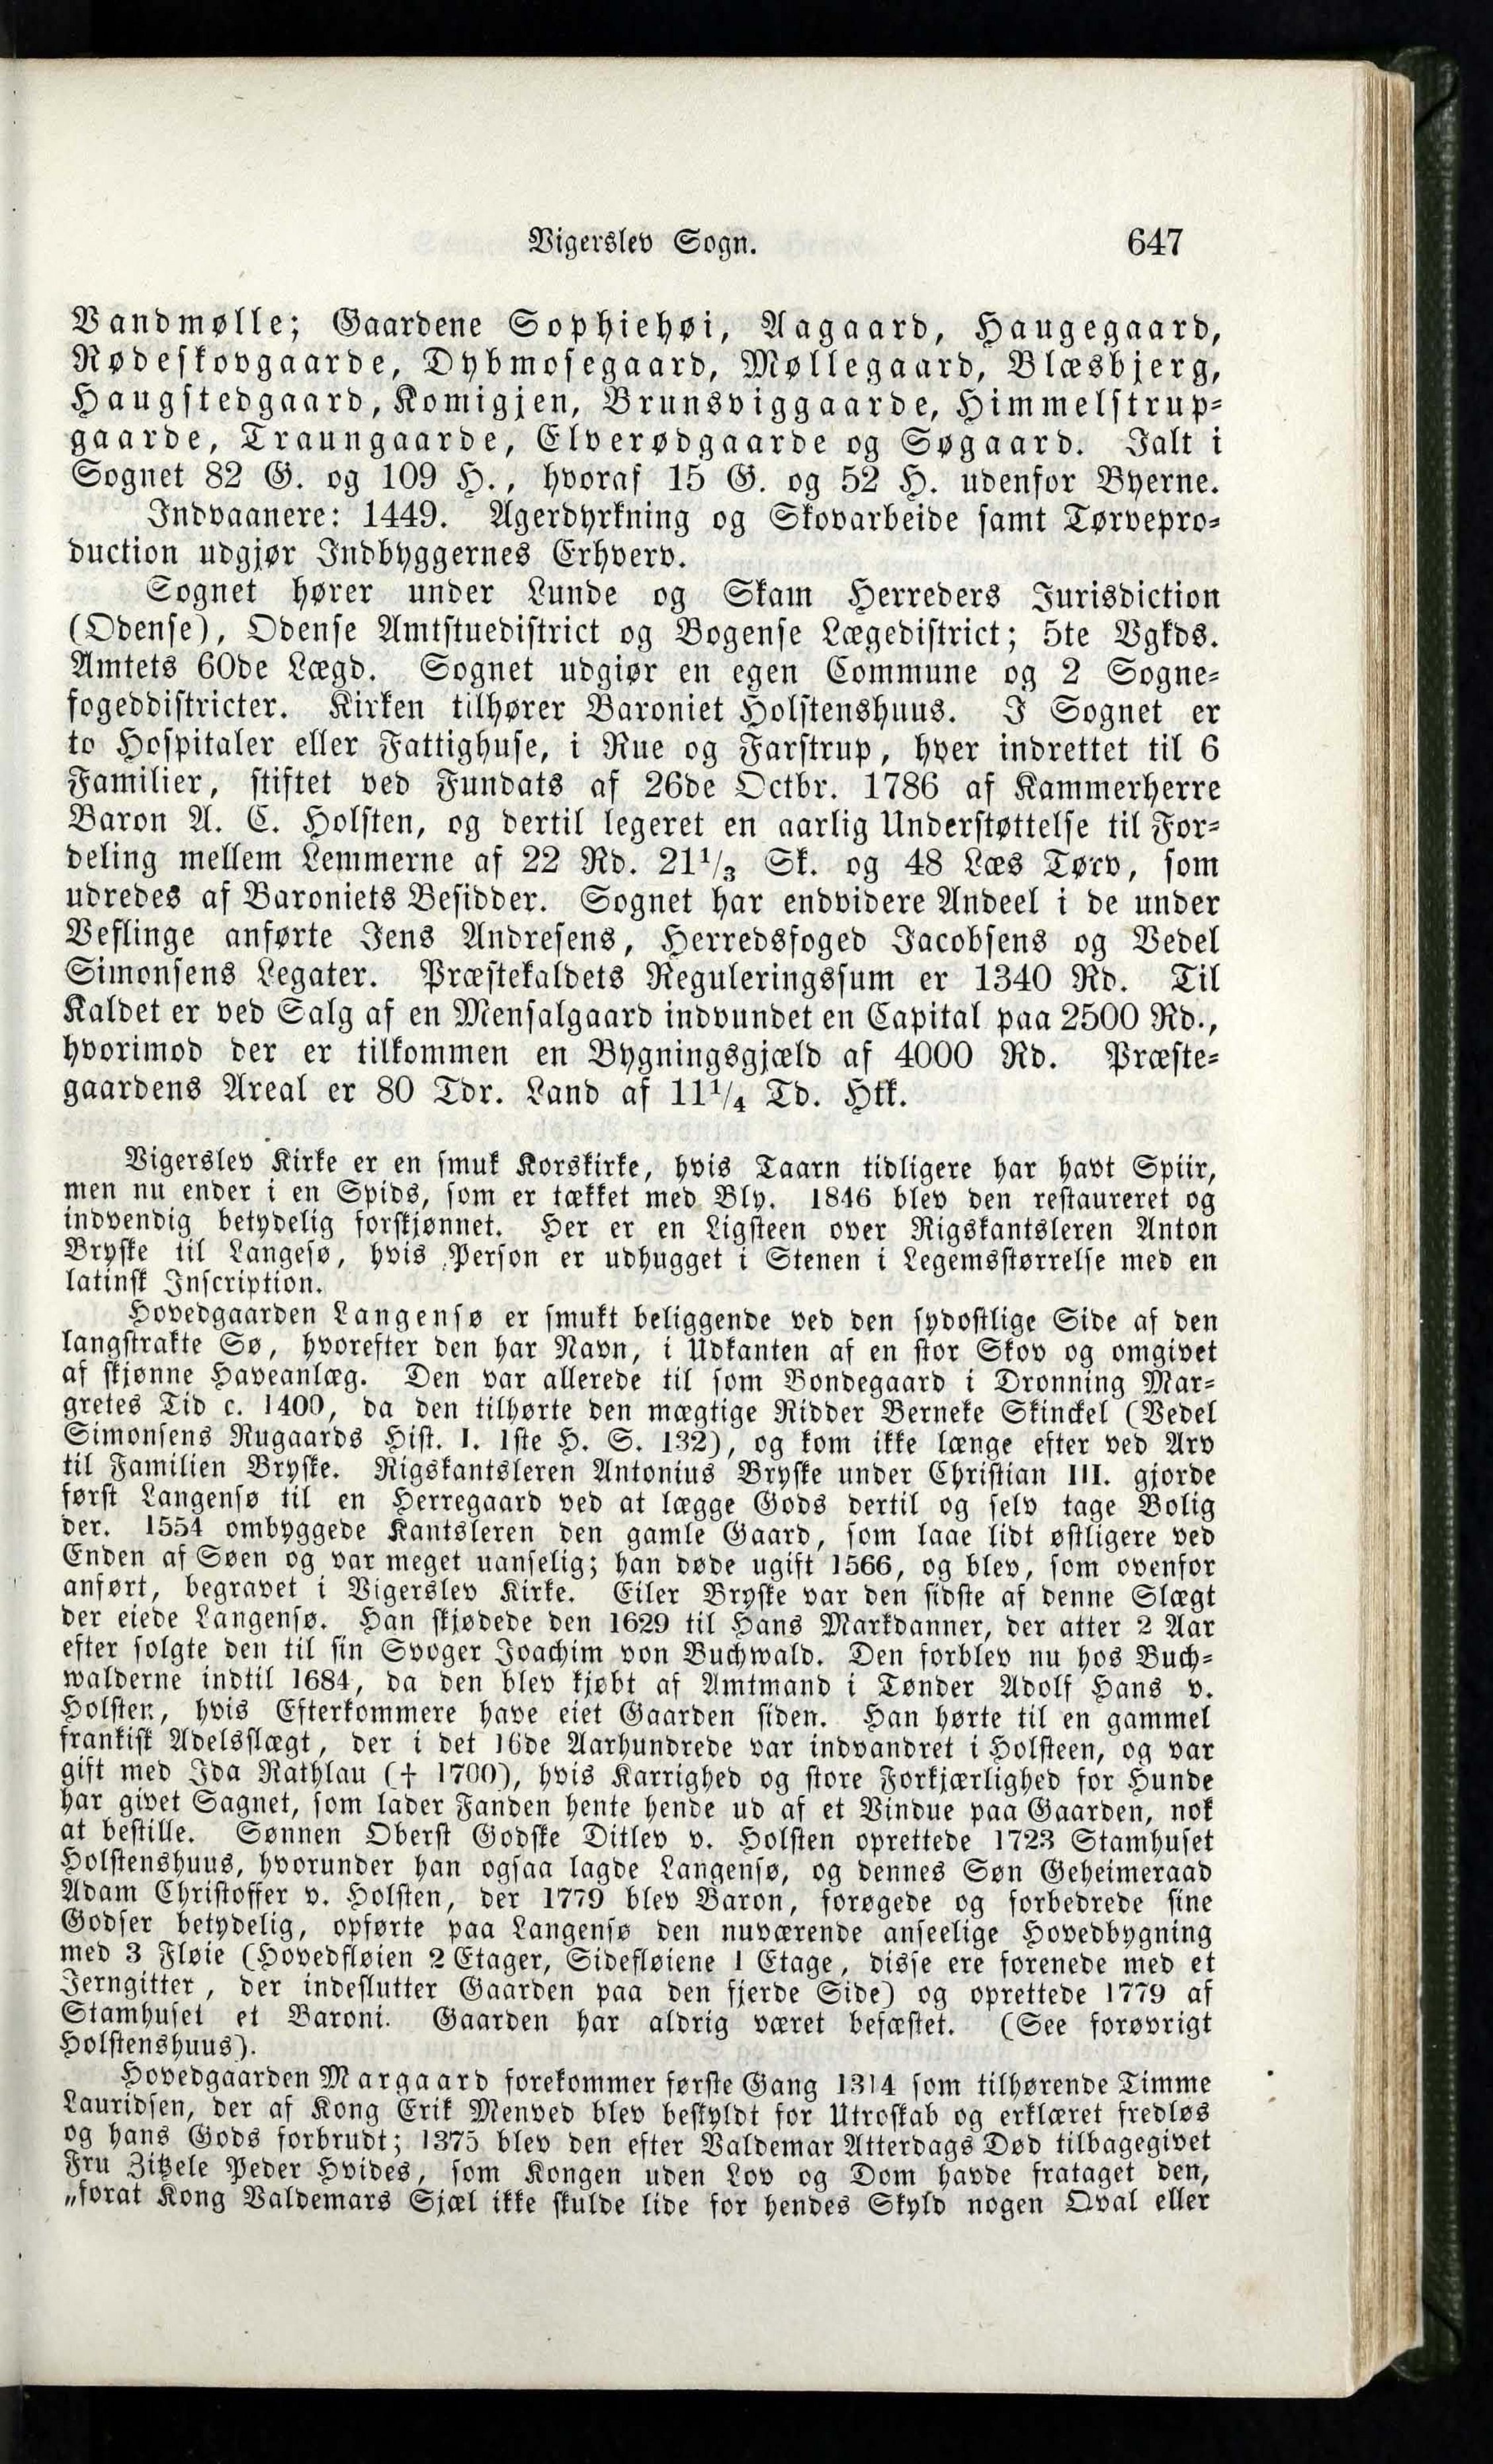 Vigerslev Sogn. 647
Vandmølle; Gaardene Sophiehøi, Aagaard, Haugegaard,
Rødeskovgaarde, Dybmosegaard, Møllegaard, Blæsbjerg,
Haugstedgaard, Komigjen, Brunsviggaarde, Himmelstrup-
gaarde, Traungaarde, Elverødgaarde og Søgaard. Ialt i
Sognet 82 G. og 109 H., hvoraf 15 G. og 52 H. udenfor Byerne.
Indvaanere: 1449. Agerdyrkning og Skovarbeide samt Tørvepro-
duction udgjør Indbyggernes Erhverv.
Sognet hører under Lunde og Skam Herreders Jurisdiction
(Odense), Odense Amtstuedistrict og Bogense Lægedistrict; 5te Vgkds.
Amtets 60de Lægd. Sognet udgiør en egen Commune og 2 Sogne-
fogeddistricter. Kirken tilhører Baroniet Holstenshuus. I Sognet er
to Hospitaler eller Fattighuse, i Rue og Farstrup, hver indrettet til 6
Familier, stiftet ved Fundats af 26de Octbr. 1786 af Kammerherre
Baron A. C. Holsten, og dertil legeret en aarlig Understøttelse til For-
deling mellem Lemmerne af 22 Rd. 21 1/3 Sk. og 48 Læs Tørv, som
udredes af Baroniets Besidder. Sognet har endvidere Andeel i de under
Veflinge anførte Jens Andresens, Herredsfoged Jacobsens og Vedel
Simonsens Legater. Præstekaldets Reguleringssum er 1340 Rd. Til
Kaldet er ved Salg af en Mensalgaard indvundet en Capital paa 2500 Rd.,
hvorimod der er tilkommen en Bygningsgjæld af 4000 Rd. Præste-
gaardens Areal er 80 Tdr. Land af 11 1/4 Td. Htk.
Vigerslev Kirke er en smuk Korskirke, hvis Taarn tidligere har havt Spiir,
men nu ender i en Spids, som er tækket med Bly. 1846 blev den restaureret og
indvendig betydelig forskjønnet. Her er en Ligsteen over Rigskantsleren Anton
Bryske til Langesø, hvis Person er udhugget i Stenen i Legemsstørrelse med en
latinsk Inscription.
Hovedgaarden Langensø er smukt beliggende ved den sydostlige Side af den
langstrakte Sø, hvorefter den har Navn, i Udkanten af en stor Skov og omgivet
af skjønne Haveanlæg. Den var allerede til som Bondegaard i Dronning Mar-
gretes Tid c. 1400, da den tilhørte den mægtige Ridder Berneke Skinckel (Vedel
Simonsens Rugaards Hist. I. 1ste H. S. 132), og kom ikke længe efter ved Arv
til Familien Bryske. Rigskantsleren Antonius Bryske under Christian III. gjorde
først Langensø til en Herregaard ved at lægge Gods dertil og selv tage Bolig
der. 1554 ombyggede Kantsleren den gamle Gaard, som laae lidt østligere ved
Enden af Søen og var meget uanselig; han døde ugift 1566, og blev, som ovenfor
anført, begravet i Vigerslev Kirke. Eiler Bryske var den sidste af denne Slægt
der eiede Langensø. Han skjødede den 1629 til Hans Markdanner, der atter 2 Aar
efter solgte den til sin Svoger Joachim von Buchwald. Den forblev nu hos Buch-
walderne indtil 1684, da den blev kjøbt af Amtmand i Tønder Adolf Hans v.
Holsten, hvis Efterkommere have eiet Gaarden siden. Han hørte til en gammel
frankisk Adelsslægt, der i det 16de Aarhundrede var indvandret i Holsteen, og var
gift med Ida Rathlau († 1700), hvis Karrighed og store Forkjærlighed for Hunde
har givet Sagnet, som lader Fanden hente hende ud af et Vindue paa Gaarden, nok
at bestille. Sønnen Oberst Godske Ditlev v. Holsten oprettede 1723 Stamhuset
Holstenshuus, hvorunder han ogsaa lagde Langensø, og dennes Søn Geheimeraad
Adam Christoffer v. Holsten, der 1779 blev Baron, forøgede og forbedrede sine
Godser betydelig, opførte paa Langensø den nuværende anseelige Hovedbygning
med 3 Fløie (Hovedfløien 2 Etager, Sidefløiene 1 Etage, disse ere forenede med et
Jerngitter, der indeslutter Gaarden paa den fjerde Side) og oprettede 1779 af
Stamhuset et Baroni. Gaarden har aldrig været befæstet. (See forøvrigt
Holstenshuus).
Hovedgaarden Margaard forekommer første Gang 1314 som tilhørende Timme
Lauridsen, der af Kong Erik Menved blev beskyldt for Utroskab og erklæret fredløs
og hans Gods forbrudt; 1375 blev den efter Valdemar Atterdags Død tilbagegivet
Fru Zitzele Peder Hvides, som Kongen uden Lov og Dom havde frataget den,
„forat Kong Valdemars Sjæl ikke skulde lide for hendes Skyld nogen Qval eller